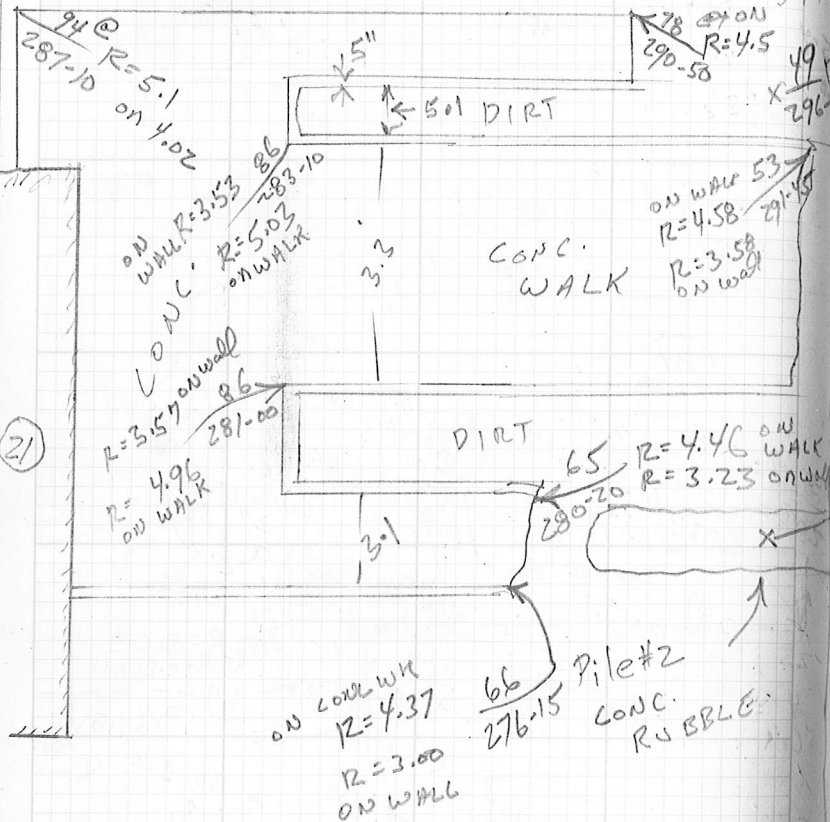 94 @
287-10
R=5.1
on 4.02
78
290-50
R=4.5
49
296
5"
5.1 DIRT
86
283-10
ON
WALL R=3.53
R=5.03
ON WALK
CONC.
ON WALK 53
291-45
R=4.58
R=3.58
ON Wall
3.3
CONC.
WALK
R=3.57 ON Wall
86
281-00
R=4.96
ON WALK
21
DIRT
65
280-20
R=4.46 ON
WALK
R=3.23 ON Wall
3.1
X
X
ON CONC WK
R=4.37
R=3.00
ON WALL
66
276-15
Pile #2
CONC.
RUBBLE